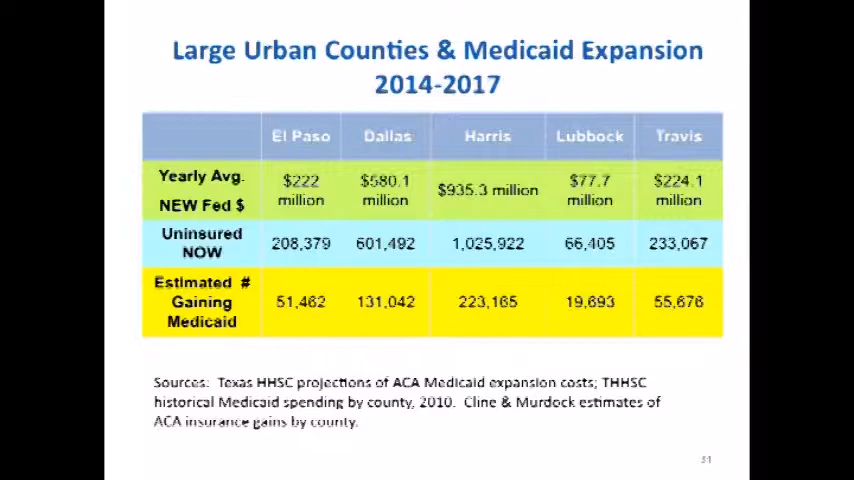 Large Urban Counties & Medicaid Expansion
2014-2017
El Paso Dallas Harris Lubbock Travis
Yearly Avg.
NEW Fed $
$222
million
$580.1
million
$935.3 million
$77.7
million
$224.1
million
Uninsured
NOW
208,379 601,492 1,025,922 66,405 233,067
Estimated #
Gaining
Medicaid
51,462 131,042 223,165 19,693 55,676
Sources: Texas HHSC projections of ACA Medicaid expansion costs; THHSC
historical Medicaid spending by county, 2010. Cline & Murdock estimates of
ACA insurance gains by county.